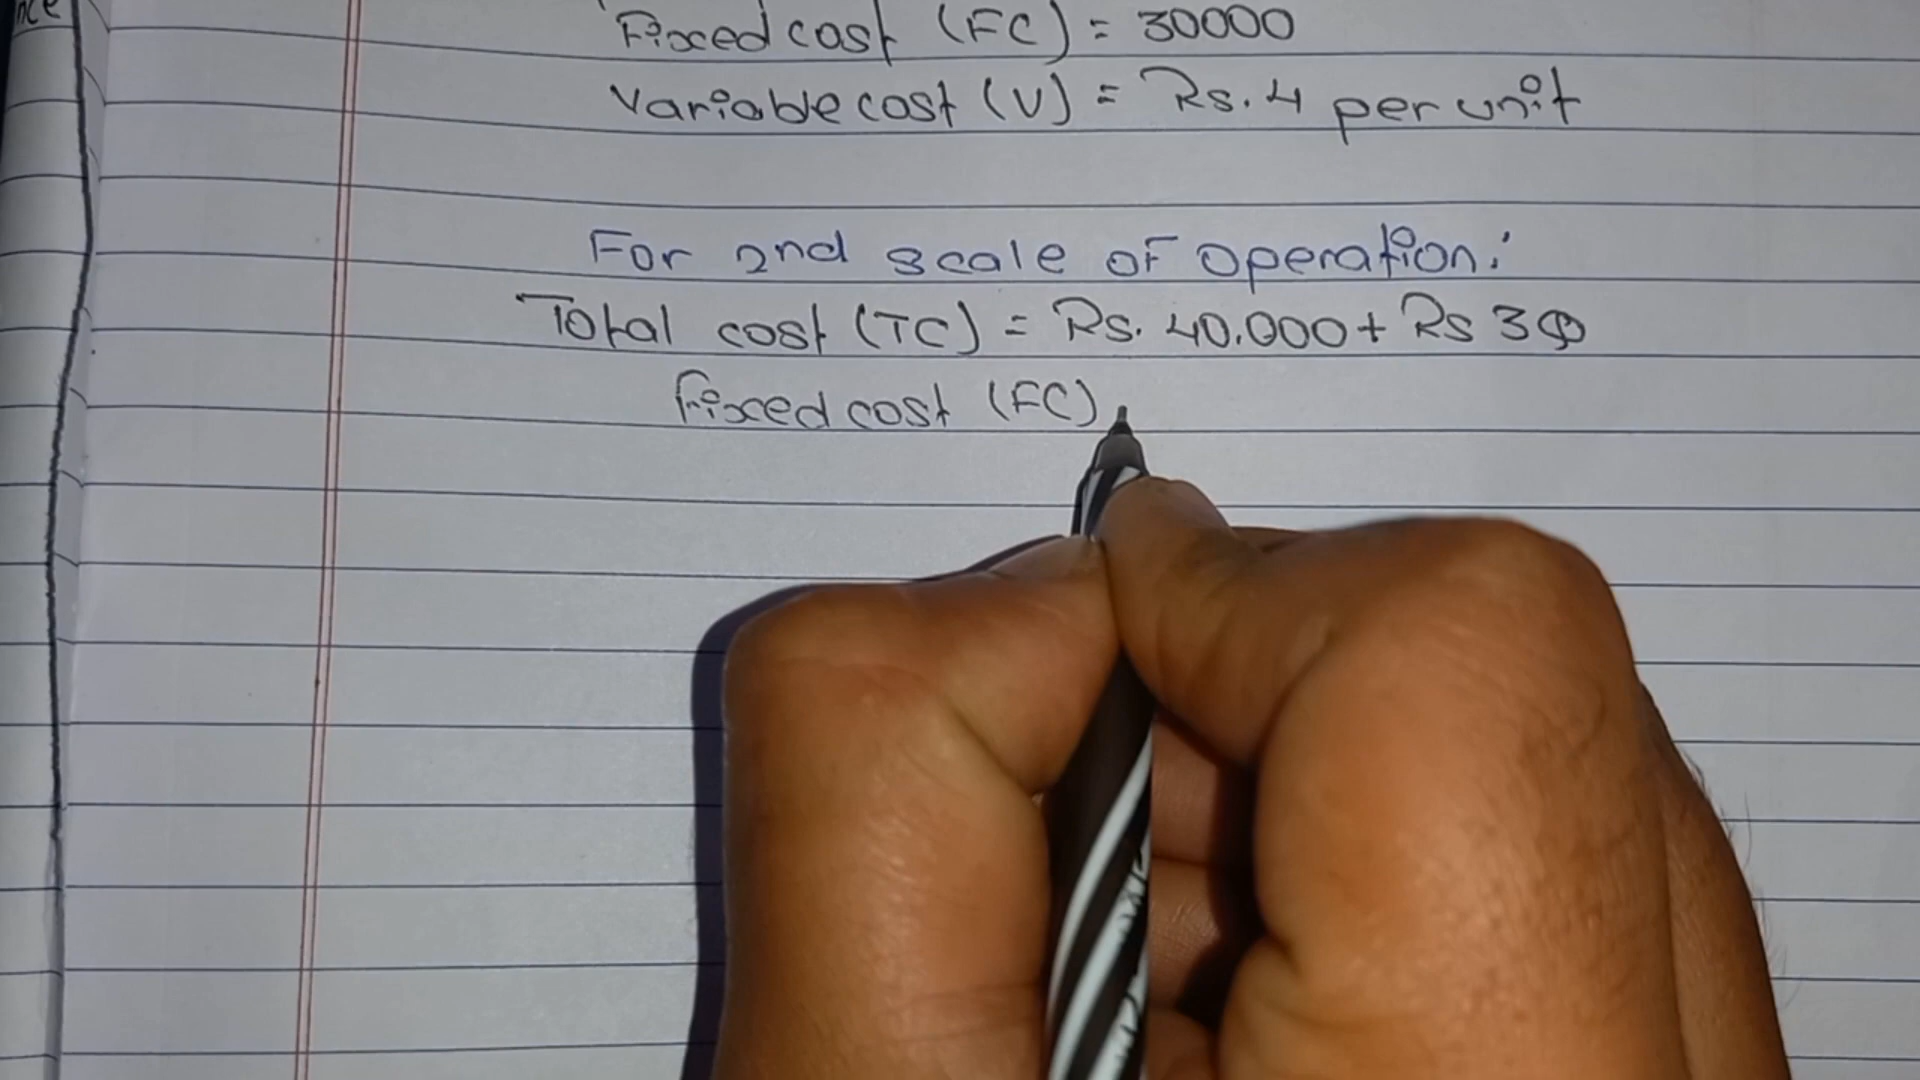 nce
Fixed cost (FC) = 30000
Variable cost (V) = Rs. 4 per unit
For 2nd scale of operation:
Total cost (TC) = Rs. 40.000 + Rs 3Q
Fixed cost (FC)